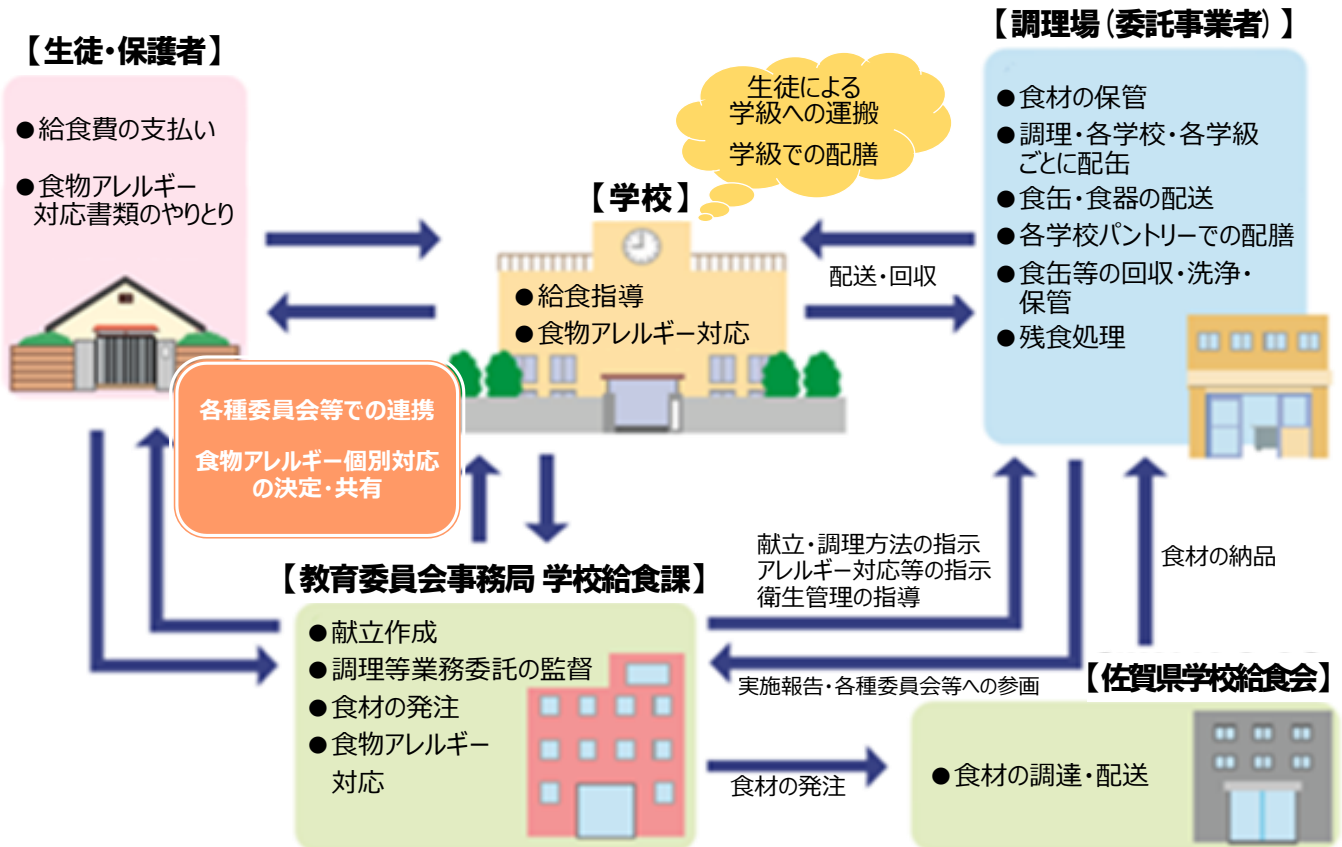 【生徒・保護者】
●給食費の支払い
●食物アレルギー
対応書類のやりとり
生徒による
学級への運搬
学級での配膳
【学校】
●給食指導
●食物アレルギー対応
【調理場(委託事業者)】
●食材の保管
●調理・各学校・各学級
ごとに配缶
●食缶・食器の配送
●各学校パントリーでの配膳
●食缶等の回収・洗浄・
保管
●残食処理
配送・回収
各種委員会等での連携
食物アレルギー個別対応
の決定・共有
【教育委員会事務局 学校給食課】
●献立作成
●調理等業務委託の監督
●食材の発注
●食物アレルギー
対応
献立・調理方法の指示
アレルギー対応等の指示
衛生管理の指導
実施報告・各種委員会等への参画
食材の納品
食材の発注
【佐賀県学校給食会】
●食材の調達・配送